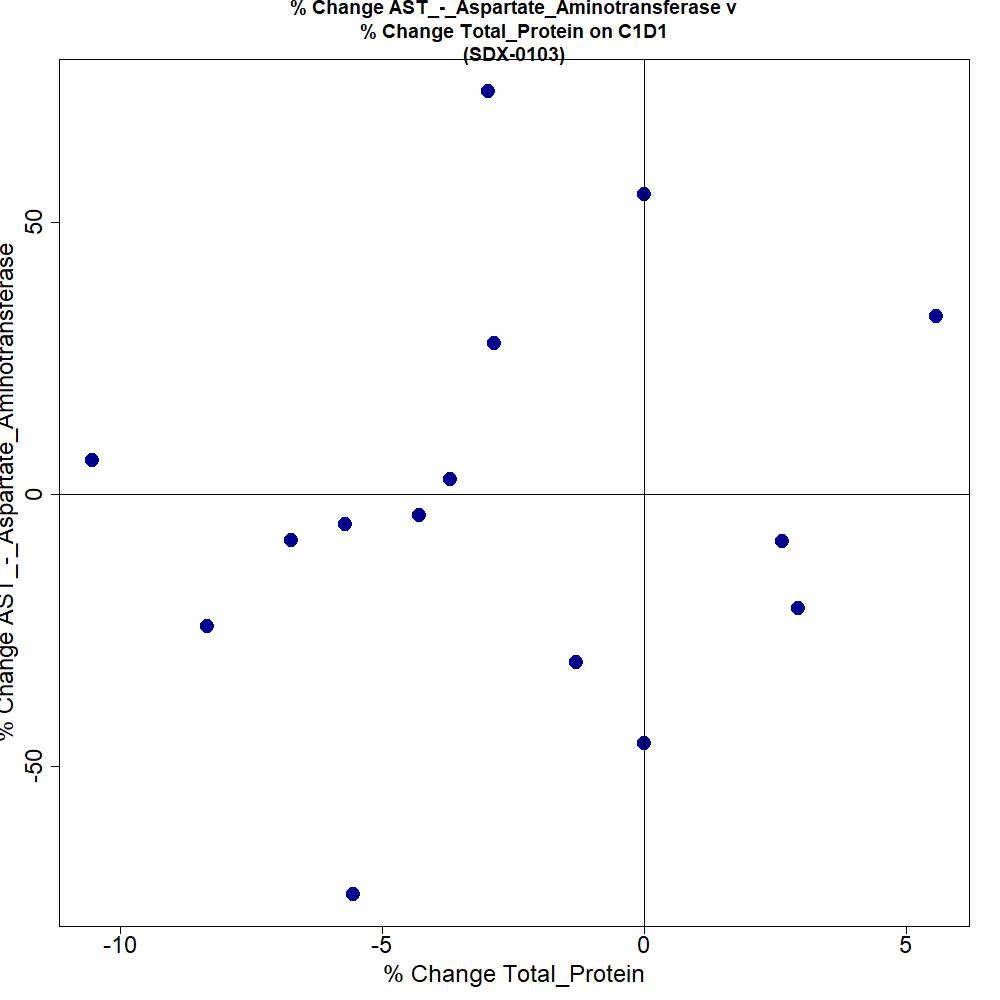 % Change AST_-_Aspartate_Aminotransferase v
% Change Total_Protein on C1D1
(SDX-0103)
% Change AST_-_Aspartate_Aminotransferase
50
0
-50
-10
-5
0
5
% Change Total_Protein